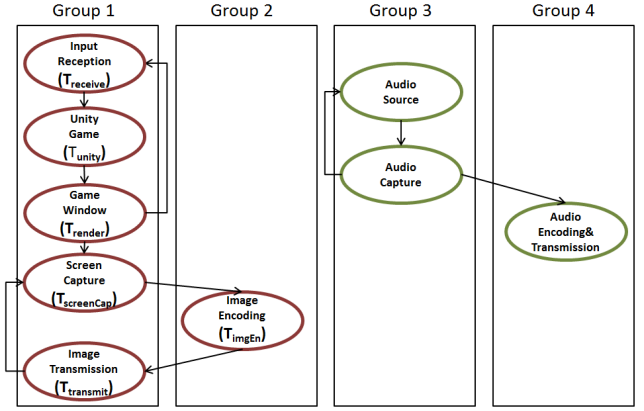 Group 1
Group 2
Group 3
Group 4
Input
Reception
(Treceive)
Unity
Game
(Tunity)
Game
Window
(Trender)
Screen
Capture
(TscreenCap)
Image
Transmission
(Ttransmit)
Image
Encoding
(TimgEn)
Audio
Source
Audio
Capture
Audio
Encoding&
Transmission